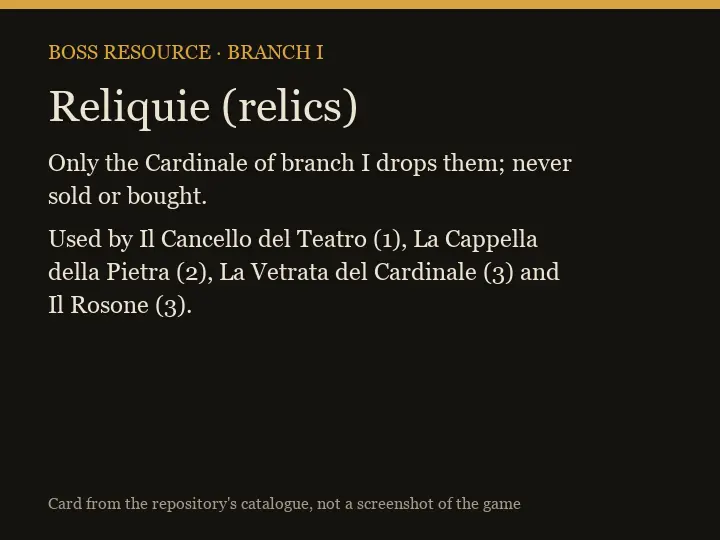 BOSS RESOURCE · BRANCH I
Reliquie (relics)
Only the Cardinale of branch I drops them; never
sold or bought.
Used by Il Cancello del Teatro (1), La Cappella
della Pietra (2), La Vetrata del Cardinale (3) and
Il Rosone (3).
Card from the repository's catalogue, not a screenshot of the game